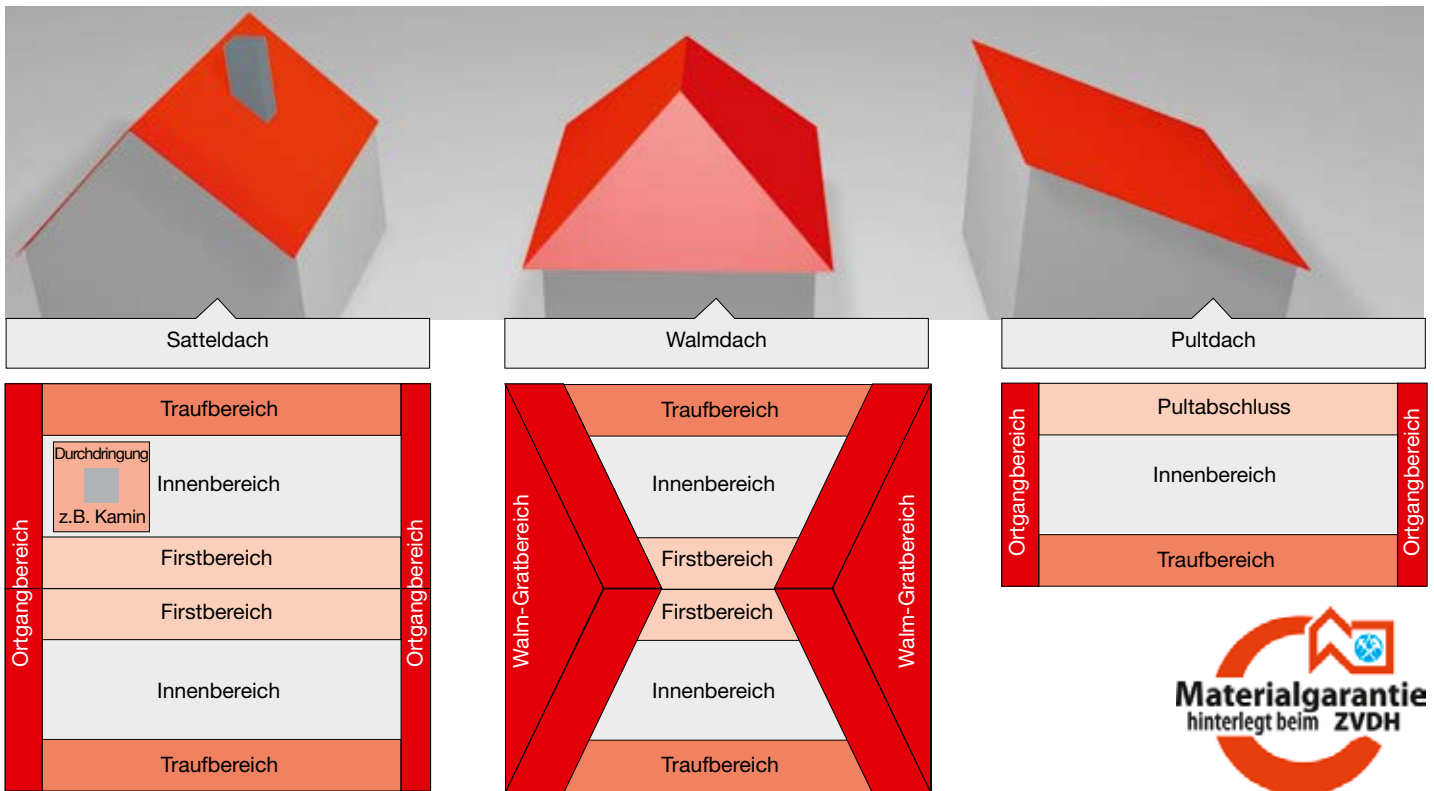 Satteldach
Walmdach
Pultdach
Traufbereich
Durchdringung
z.B. Kamin
Innenbereich
Firstbereich
Firstbereich
Innenbereich
Traufbereich
Ortgangbereich
Ortgangbereich
Traufbereich
Innenbereich
Firstbereich
Firstbereich
Innenbereich
Traufbereich
Walm-Gratbereich
Walm-Gratbereich
Pultabschluss
Innenbereich
Traufbereich
Ortgangbereich
Ortgangbereich
Materialgarantie
hinterlegt beim ZVDH